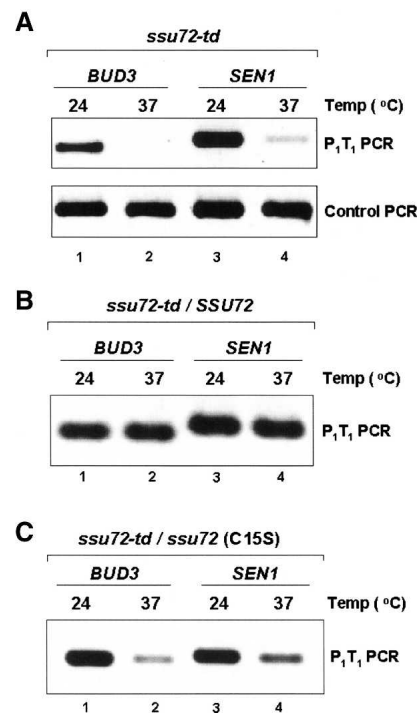 A
ssu72-td
BUD3 SEN1
24 37 24 37 Temp ( °C)
P1T1 PCR
Control PCR
1 2 3 4
B
ssu72-td / SSU72
BUD3 SEN1
24 37 24 37 Temp ( °C)
P1T1 PCR
1 2 3 4
C
ssu72-td / ssu72 (C15S)
BUD3 SEN1
24 37 24 37 Temp ( °C)
P1T1 PCR
1 2 3 4